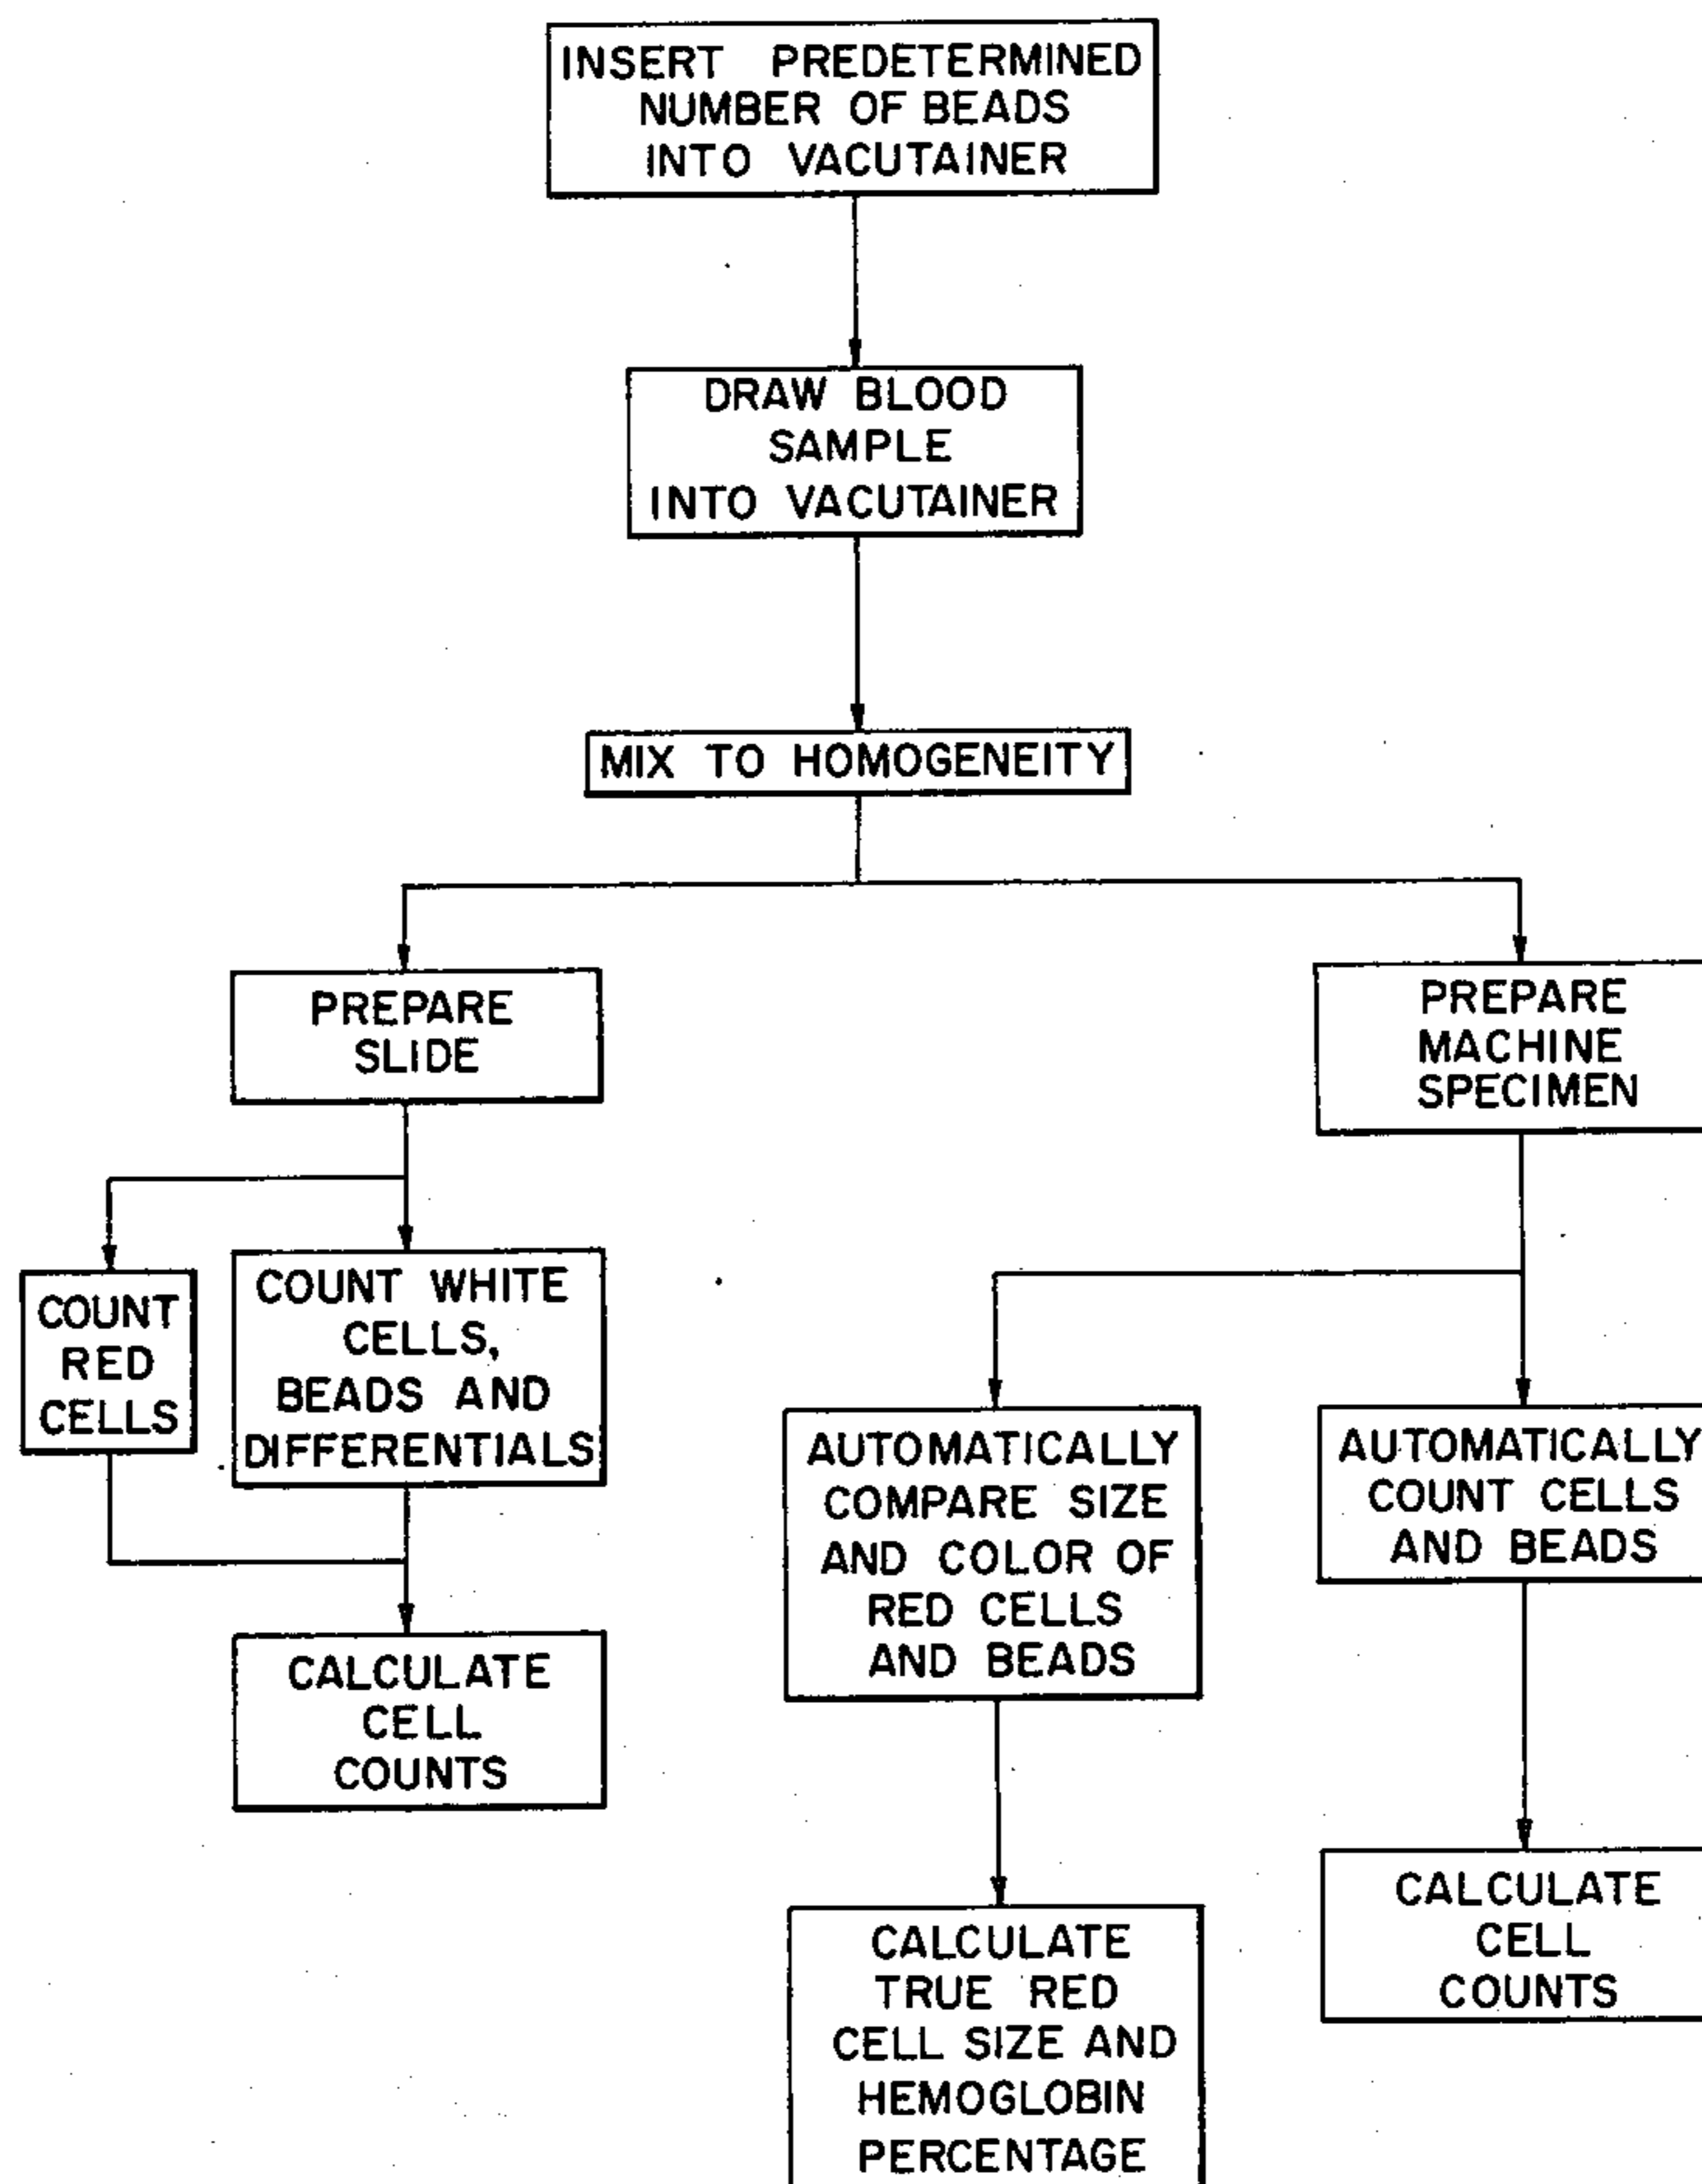 INSERT PREDETERMINED
NUMBER OF BEADS
INTO VACUTAINER
DRAW BLOOD
SAMPLE
INTO VACUTAINER
MIX TO HOMOGENEITY
PREPARE
SLIDE
PREPARE
MACHINE
SPECIMEN
COUNT
RED
CELLS
COUNT WHITE
CELLS,
BEADS AND
DIFFERENTIALS
CALCULATE
CELL
COUNTS
AUTOMATICALLY
COMPARE SIZE
AND COLOR OF
RED CELLS
AND BEADS
AUTOMATICALLY
COUNT CELLS
AND BEADS
CALCULATE
TRUE RED
CELL SIZE AND
HEMOGLOBIN
PERCENTAGE
CALCULATE
CELL
COUNTS